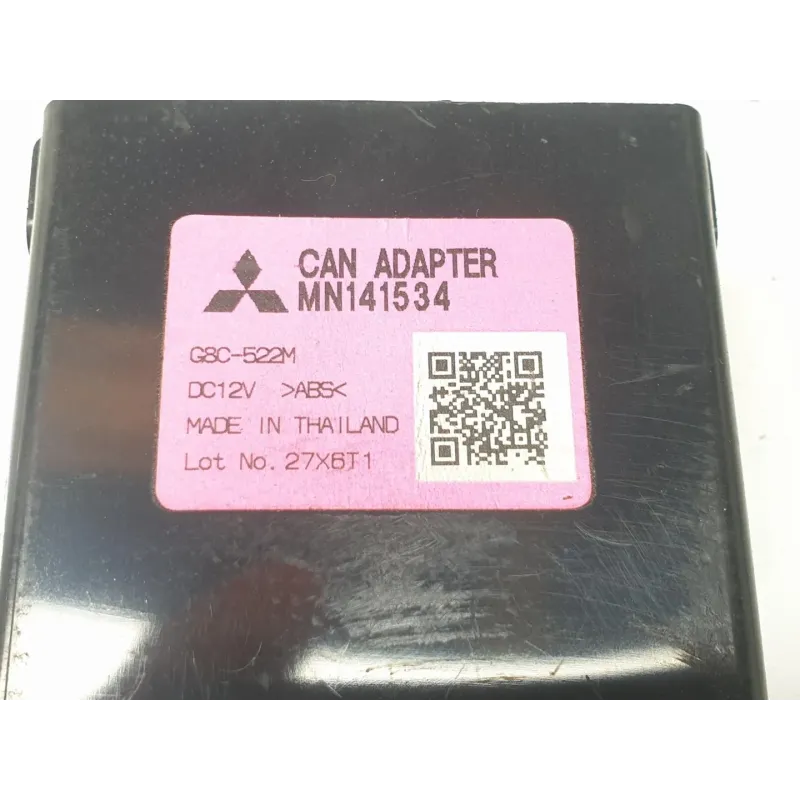 CAN ADAPTER
MN141534
G8C-522M
DC12V >ABS<
MADE IN THAILAND
Lot No. 27X6T1